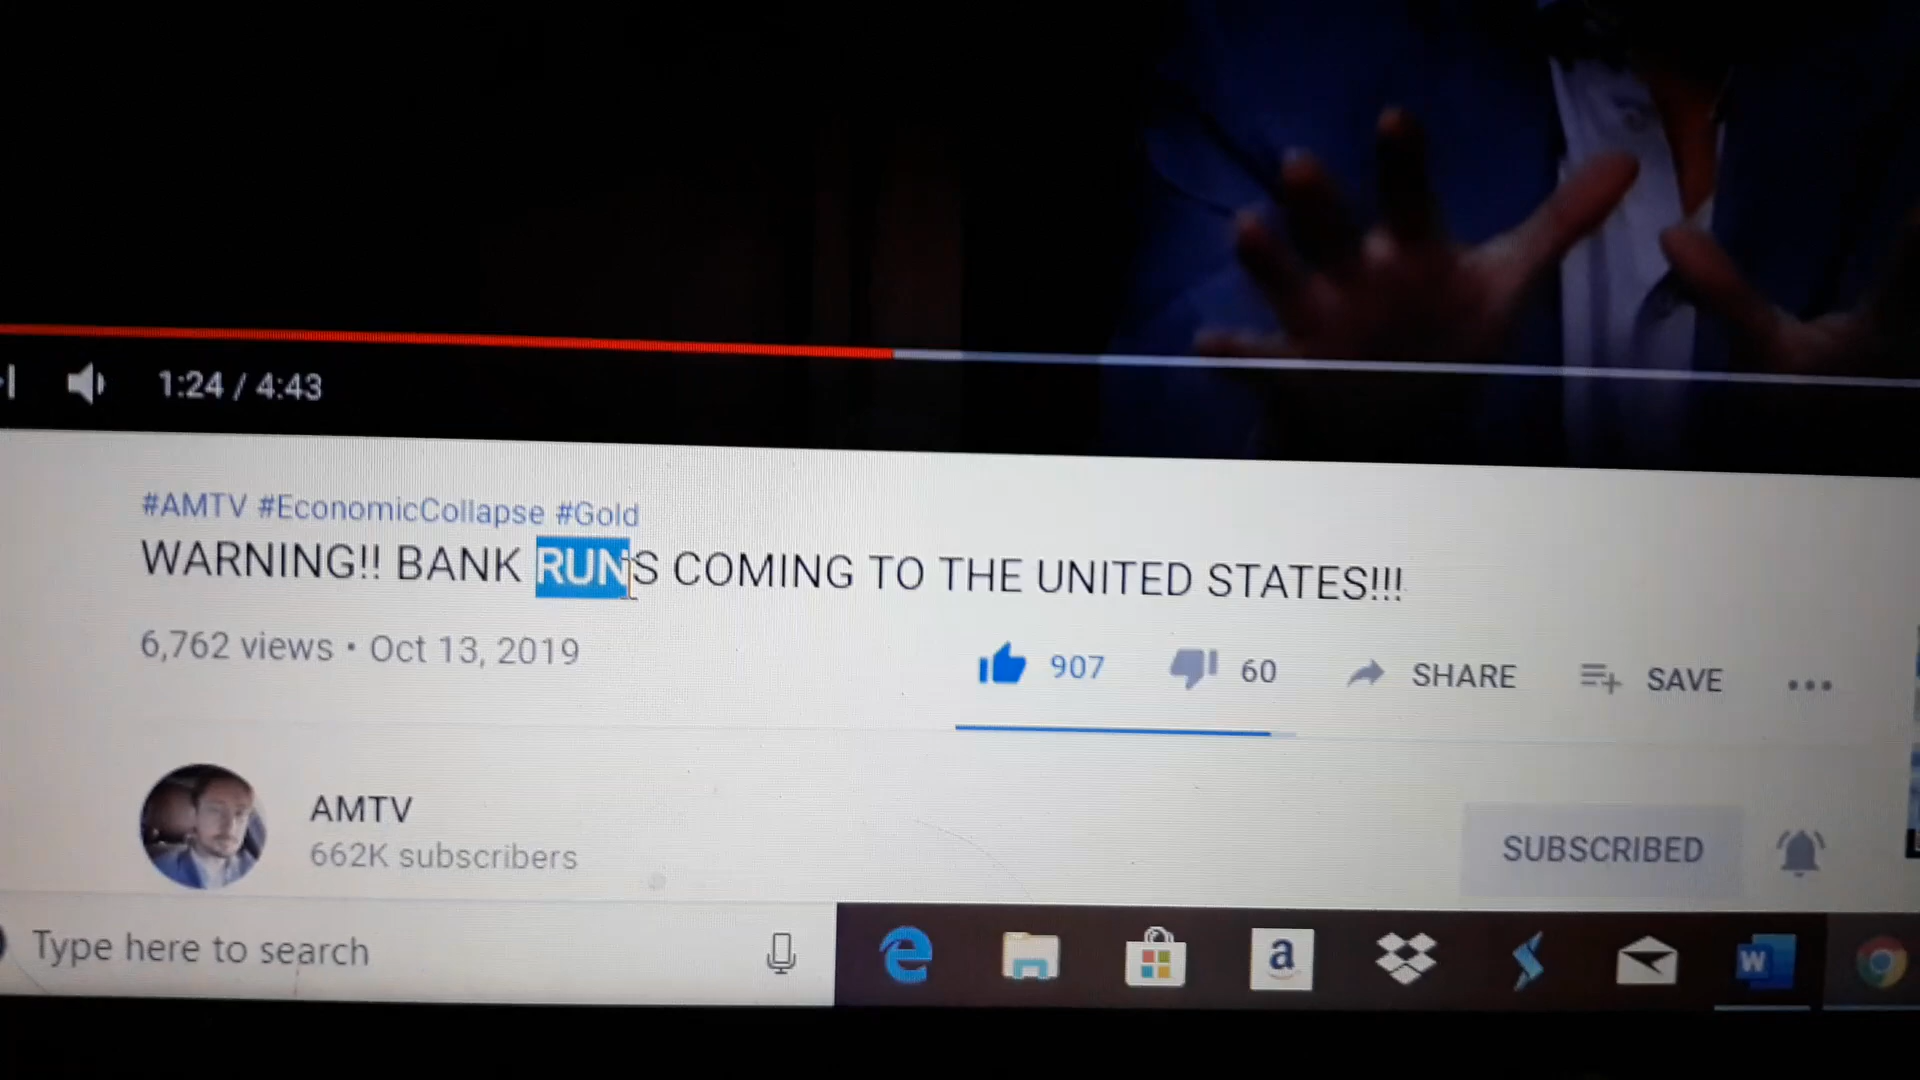 1:24 / 4:43
#AMTV #EconomicCollapse #Gold
WARNING!! BANK RUNS COMING TO THE UNITED STATES!!!
6,762 views • Oct 13, 2019
907 60 SHARE SAVE
AMTV
662K subscribers
SUBSCRIBED
Type here to search
a
W